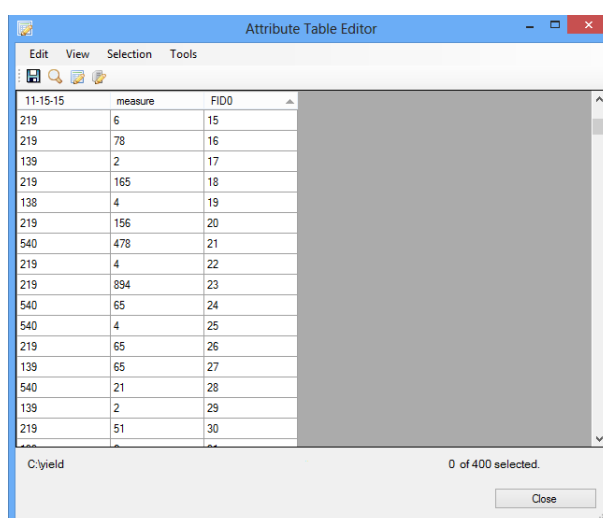 Attribute Table Editor
Edit View Selection Tools
11-15-15 measure FID0
219 6 15
219 78 16
139 2 17
219 165 18
138 4 19
219 156 20
540 478 21
219 4 22
219 894 23
540 65 24
540 4 25
219 65 26
139 65 27
540 21 28
139 2 29
219 51 30
C:\yield 0 of 400 selected.
Close